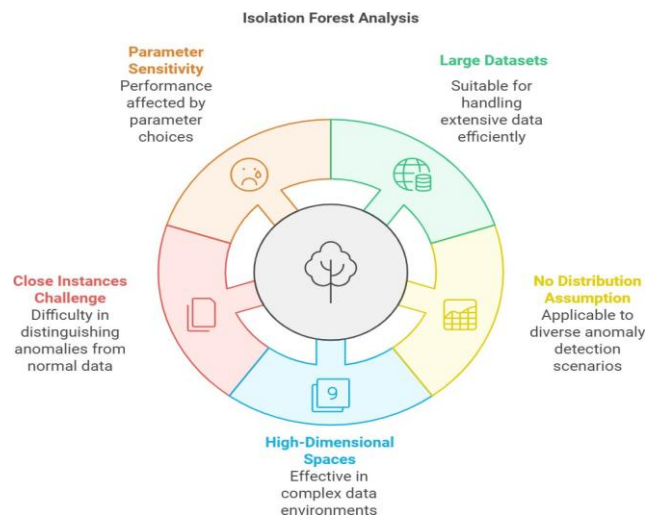 Isolation Forest Analysis
Parameter
Sensitivity
Performance
affected by
parameter
choices
Large Datasets
Suitable for
handling
extensive data
efficiently
Close Instances
Challenge
Difficulty in
distinguishing
anomalies from
normal data
No Distribution
Assumption
Applicable to
diverse anomaly
detection
scenarios
9
High-Dimensional
Spaces
Effective in
complex data
environments